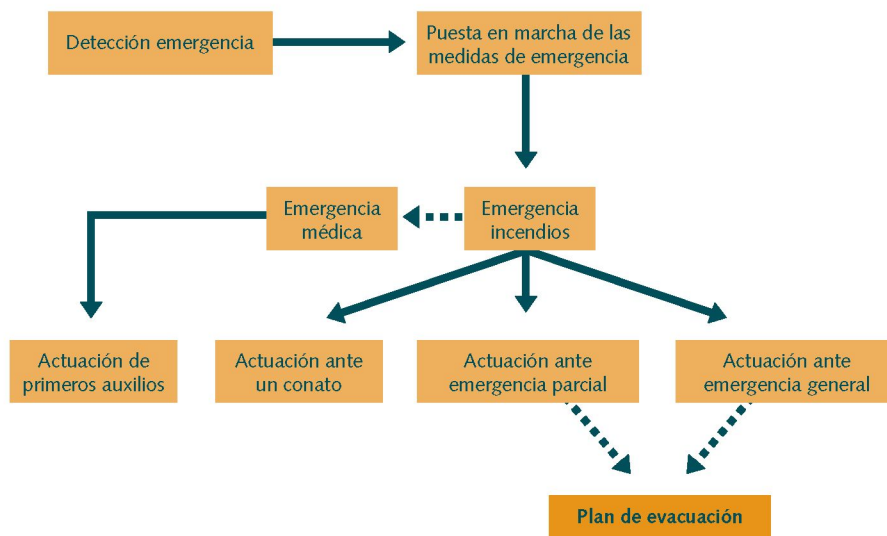 Detección emergencia
Puesta en marcha de las
medidas de emergencia
Emergencia
médica
Emergencia
incendios
Actuación de
primeros auxilios
Actuación ante
un conato
Actuación ante
emergencia parcial
Actuación ante
emergencia general
Plan de evacuación